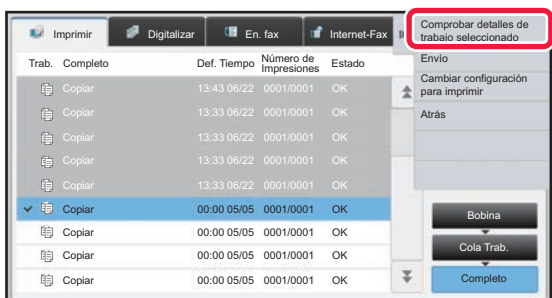 Imprimir Digitalizar En. fax Internet-Fax
Comprobar detalles de
trabajo seleccionado
Envío
Cambiar configuración
para imprimir
Atrás
Trab. Completo Def. Tiempo Número de Impresiones Estado
Copiar 13:43 06/22 0001/0001 OK
Copiar 13:33 06/22 0001/0001 OK
Copiar 13:33 06/22 0001/0001 OK
Copiar 13:33 06/22 0001/0001 OK
Copiar 13:33 06/22 0001/0001 OK
Copiar 00:00 05/05 0001/0001 OK
Copiar 00:00 05/05 0001/0001 OK
Copiar 00:00 05/05 0001/0001 OK
Copiar 00:00 05/05 0001/0001 OK
Bobina
Cola Trab.
Completo